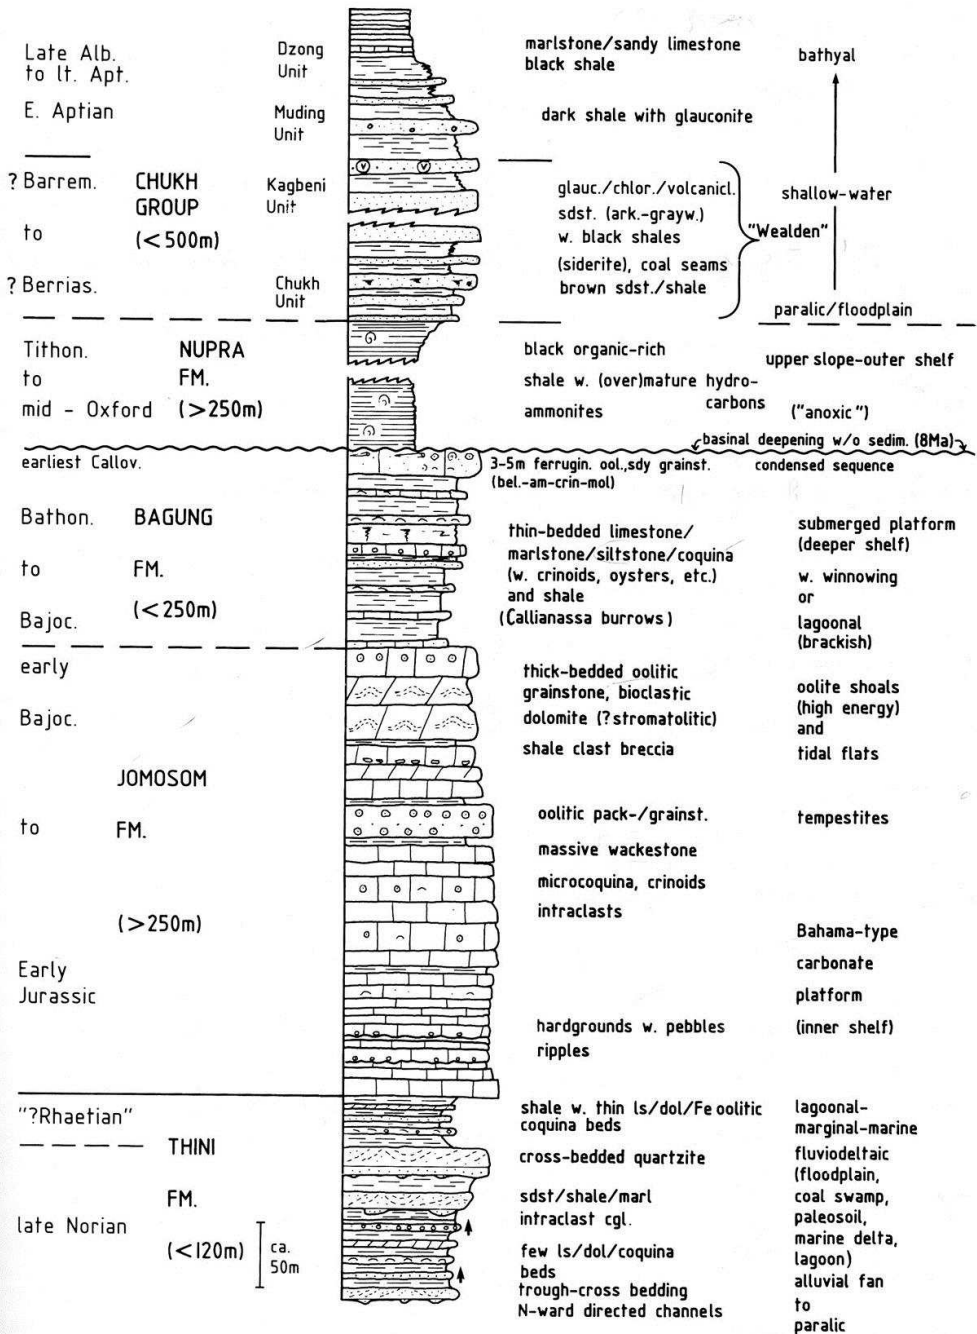 Late Alb.
to lt. Apt.
Dzong
Unit
marlstone/sandy limestone
black shale
bathyal
E. Aptian
Muding
Unit
dark shale with glauconite
? Barrem.
CHUKH
GROUP
Kagbeni
Unit
glauc./chlor./volcanicl.
shallow-water
to
(<500m)
sdst. (ark.-grayw.)
w. black shales
"Wealden"
(siderite), coal seams
brown sdst./shale
? Berrias.
Chukh
Unit
paralic/floodplain
Tithon.
NUPRA
black organic-rich
upper slope-outer shelf
to
FM.
shale w. (over)mature hydro-
carbons
mid - Oxford
(>250m)
ammonites
("anoxic")
basinal deepening w/o sedim. (8Ma)
earliest Callov.
3-5m ferrugin. ool.,sdy grainst.
(bel.-am-crin-mol)
condensed sequence
Bathon.
BAGUNG
thin-bedded limestone/
marlstone/siltstone/coquina
(w. crinoids, oysters, etc.)
and shale
(Callianassa burrows)
submerged platform
(deeper shelf)
to
FM.
w. winnowing
or
(<250m)
Bajoc.
lagoonal
(brackish)
early
thick-bedded oolitic
grainstone, bioclastic
dolomite (?stromatolitic)
oolite shoals
(high energy)
and
Bajoc.
shale clast breccia
tidal flats
JOMOSOM
to
FM.
oolitic pack-/grainst.
tempestites
massive wackestone
microcoquina, crinoids
intraclasts
(>250m)
Bahama-type
carbonate
platform
(inner shelf)
Early
Jurassic
hardgrounds w. pebbles
ripples
"?Rhaetian"
shale w. thin ls/dol/Fe oolitic
coquina beds
lagoonal-
marginal-marine
THINI
cross-bedded quartzite
fluviodeltaic
(floodplain,
coal swamp,
paleosoil,
marine delta,
lagoon)
FM.
sdst/shale/marl
intraclast cgl.
late Norian
(<120m)
ca.
50m
few ls/dol/coquina
beds
trough-cross bedding
N-ward directed channels
alluvial fan
to
paralic